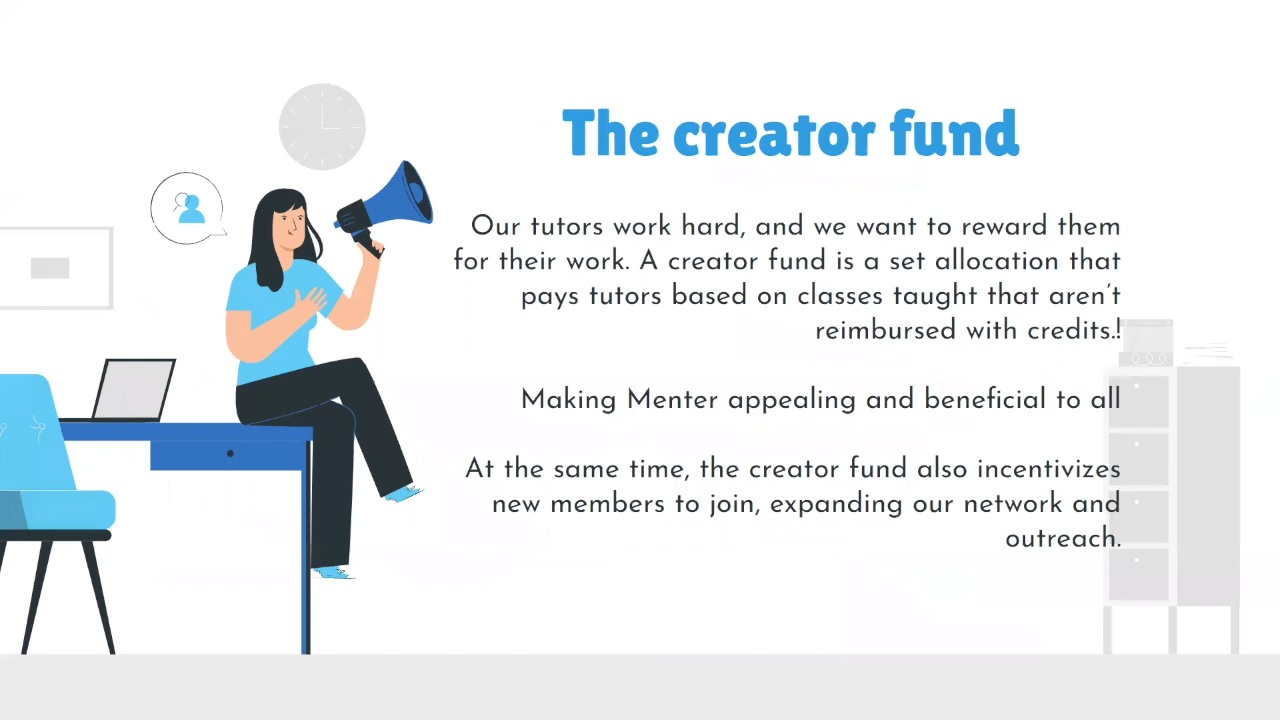 The creator fund
Our tutors work hard, and we want to reward them
for their work. A creator fund is a set allocation that
pays tutors based on classes taught that aren't
reimbursed with credits.!
Making Menter appealing and beneficial to all
At the same time, the creator fund also incentivizes
new members to join, expanding our network and
outreach.